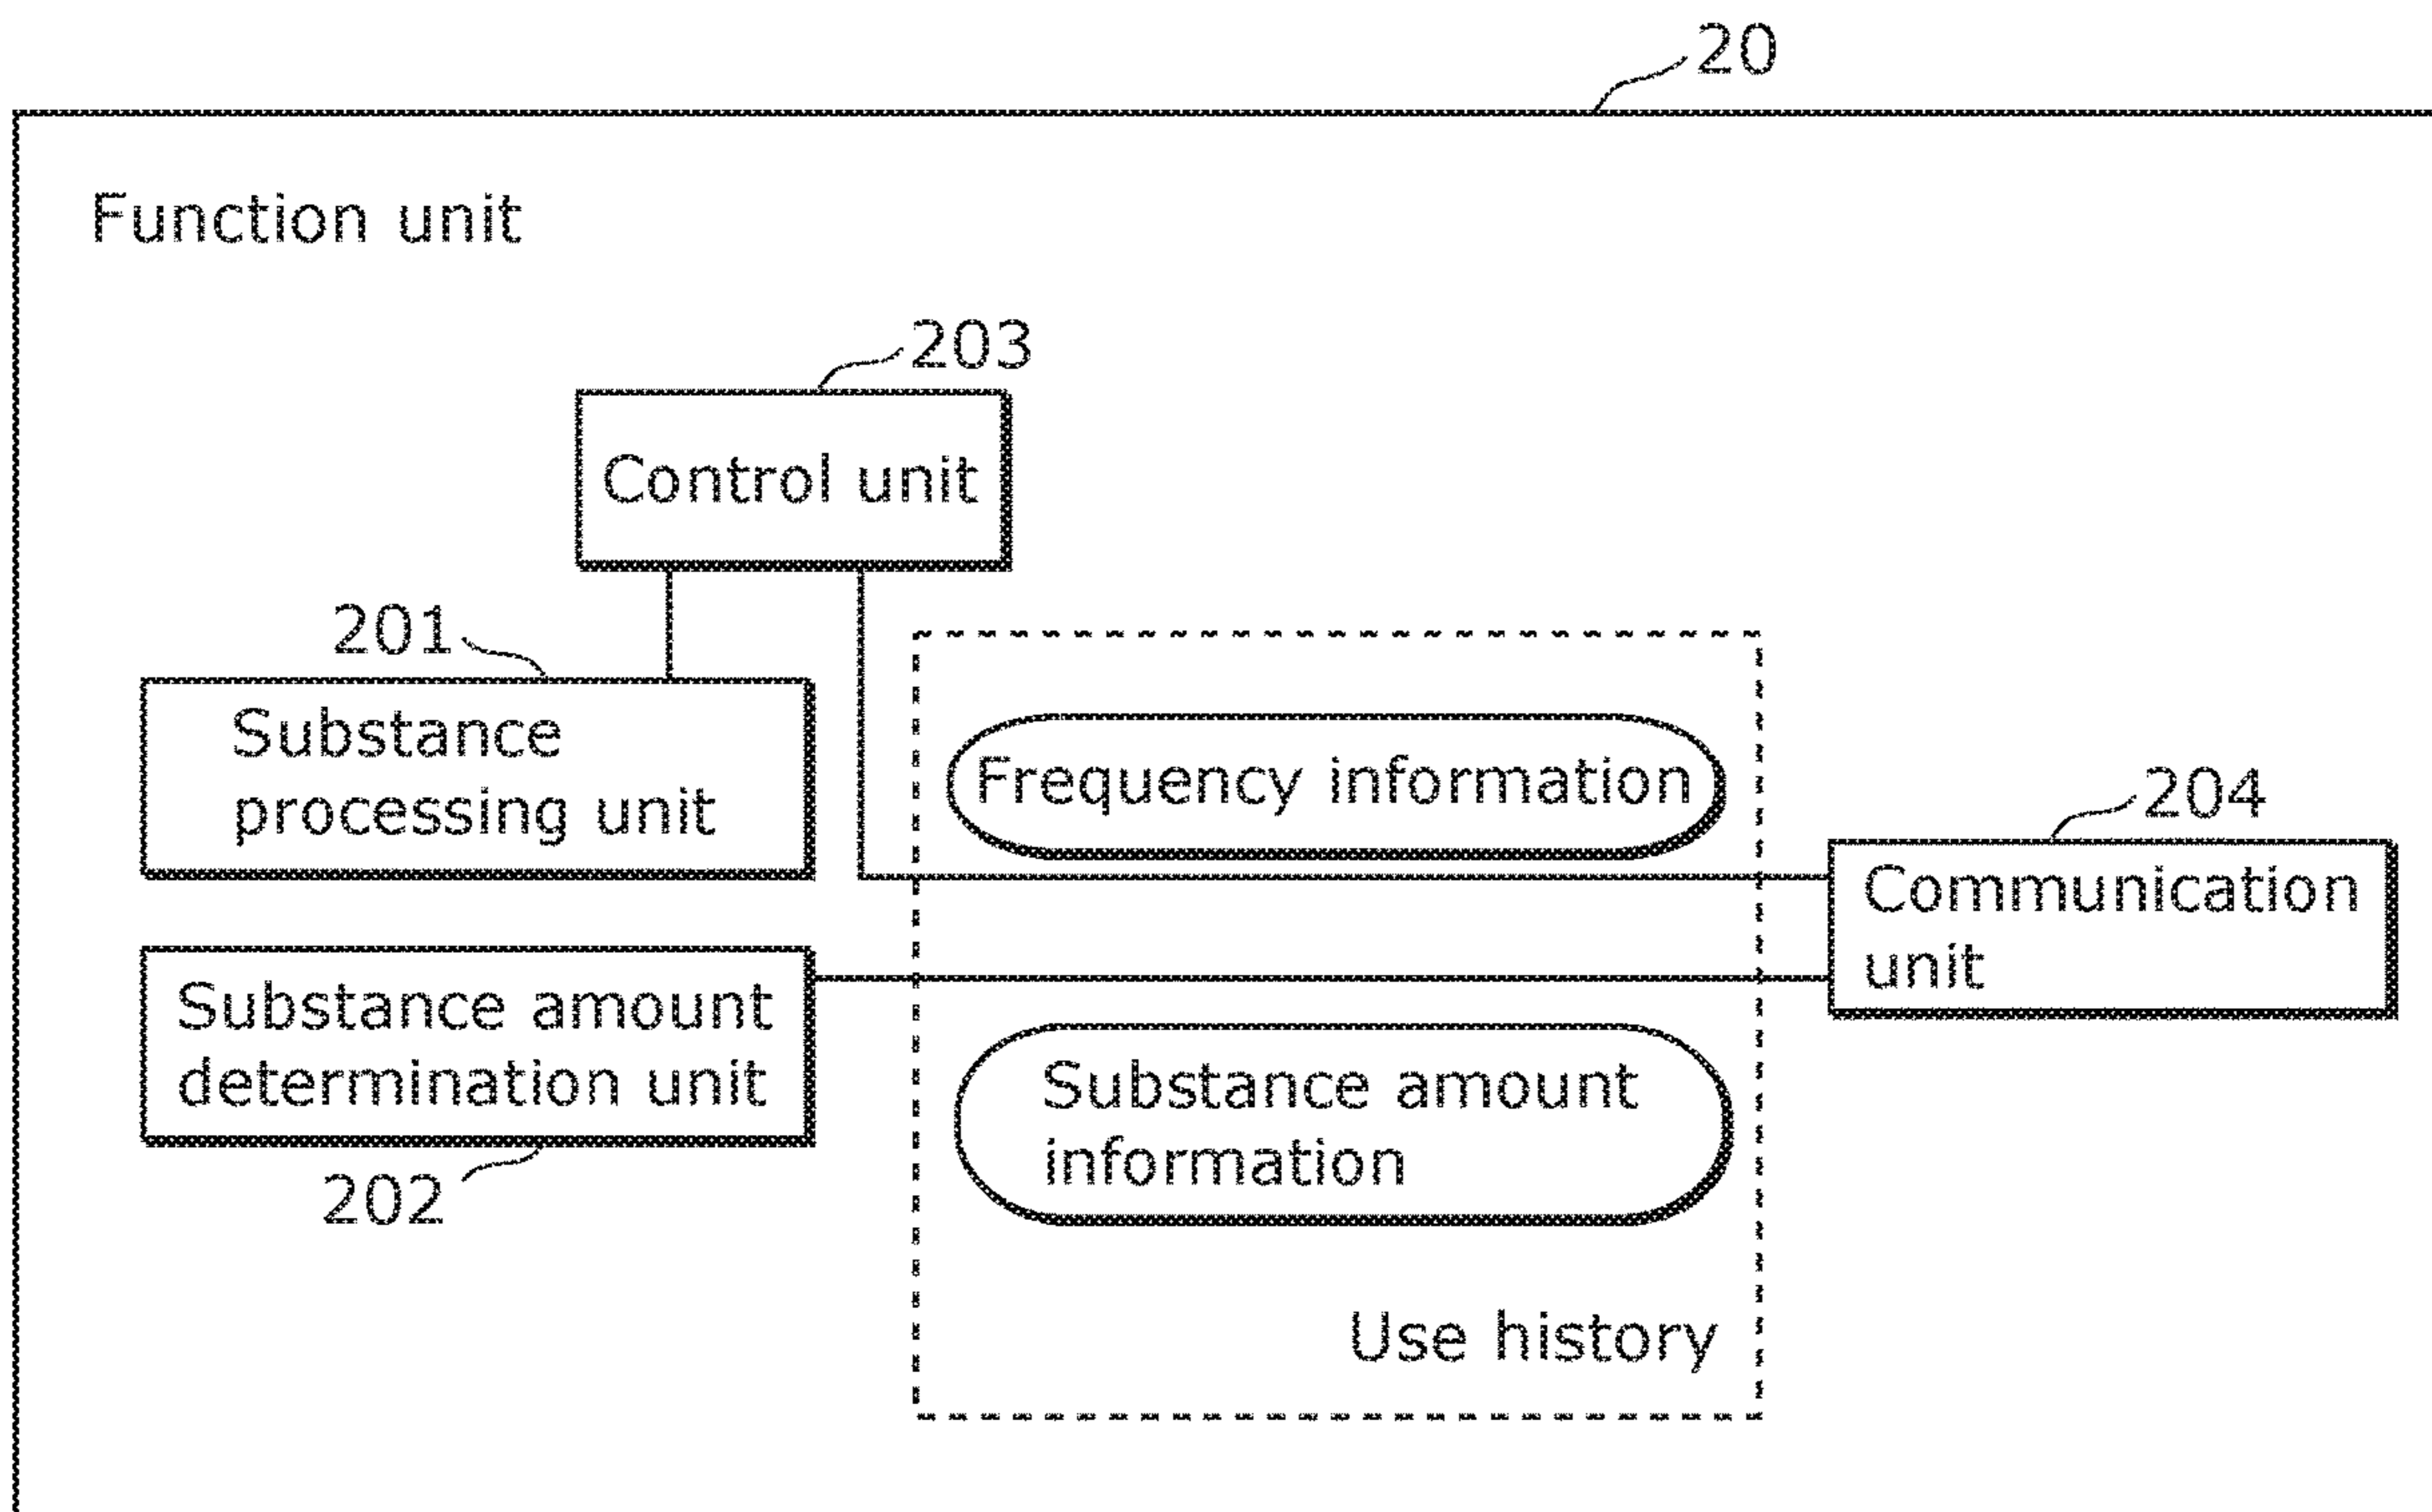 20
Function unit
203
Control unit
201
Substance
processing unit
Frequency information
204
Communication
unit
Substance amount
determination unit
202
Substance amount
information
Use history